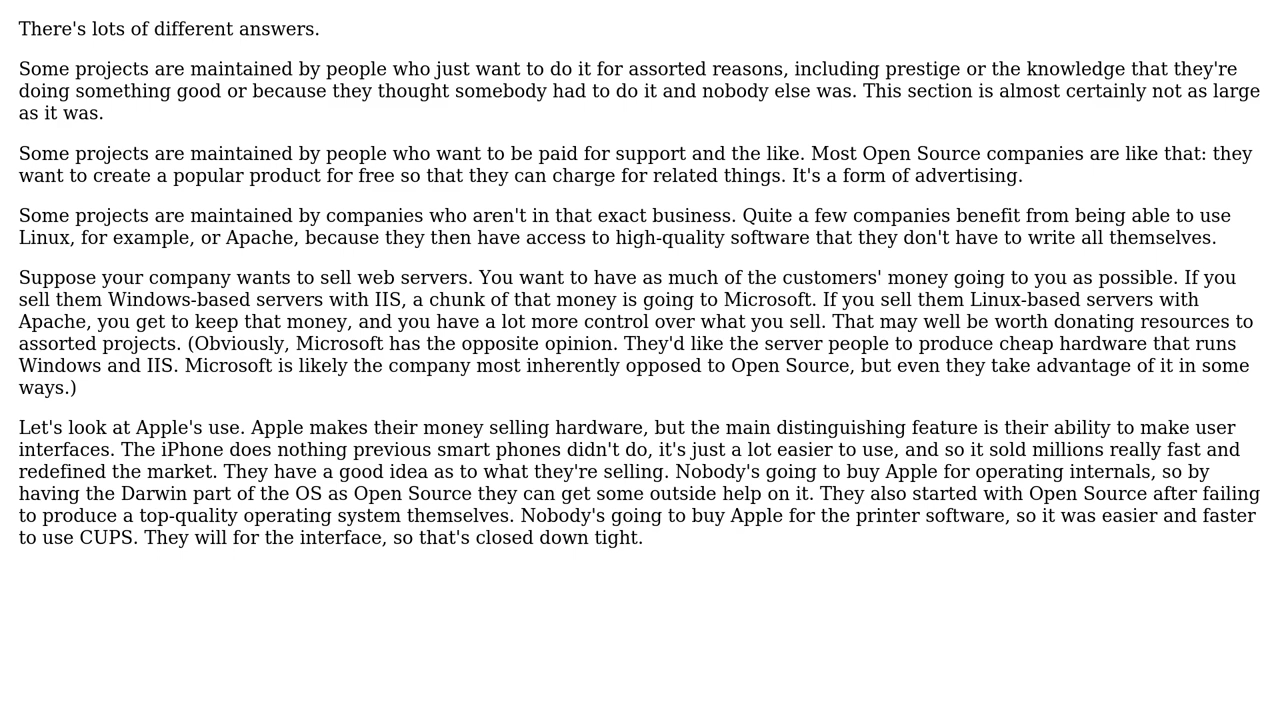 There's lots of different answers.
Some projects are maintained by people who just want to do it for assorted reasons, including prestige or the knowledge that they're
doing something good or because they thought somebody had to do it and nobody else was. This section is almost certainly not as large
as it was.
Some projects are maintained by people who want to be paid for support and the like. Most Open Source companies are like that: they
want to create a popular product for free so that they can charge for related things. It's a form of advertising.
Some projects are maintained by companies who aren't in that exact business. Quite a few companies benefit from being able to use
Linux, for example, or Apache, because they then have access to high-quality software that they don't have to write all themselves.
Suppose your company wants to sell web servers. You want to have as much of the customers' money going to you as possible. If you
sell them Windows-based servers with IIS, a chunk of that money is going to Microsoft. If you sell them Linux-based servers with
Apache, you get to keep that money, and you have a lot more control over what you sell. That may well be worth donating resources to
assorted projects. (Obviously, Microsoft has the opposite opinion. They'd like the server people to produce cheap hardware that runs
Windows and IIS. Microsoft is likely the company most inherently opposed to Open Source, but even they take advantage of it in some
ways.)
Let's look at Apple's use. Apple makes their money selling hardware, but the main distinguishing feature is their ability to make user
interfaces. The iPhone does nothing previous smart phones didn't do, it's just a lot easier to use, and so it sold millions really fast and
redefined the market. They have a good idea as to what they're selling. Nobody's going to buy Apple for operating internals, so by
having the Darwin part of the OS as Open Source they can get some outside help on it. They also started with Open Source after failing
to produce a top-quality operating system themselves. Nobody's going to buy Apple for the printer software, so it was easier and faster
to use CUPS. They will for the interface, so that's closed down tight.